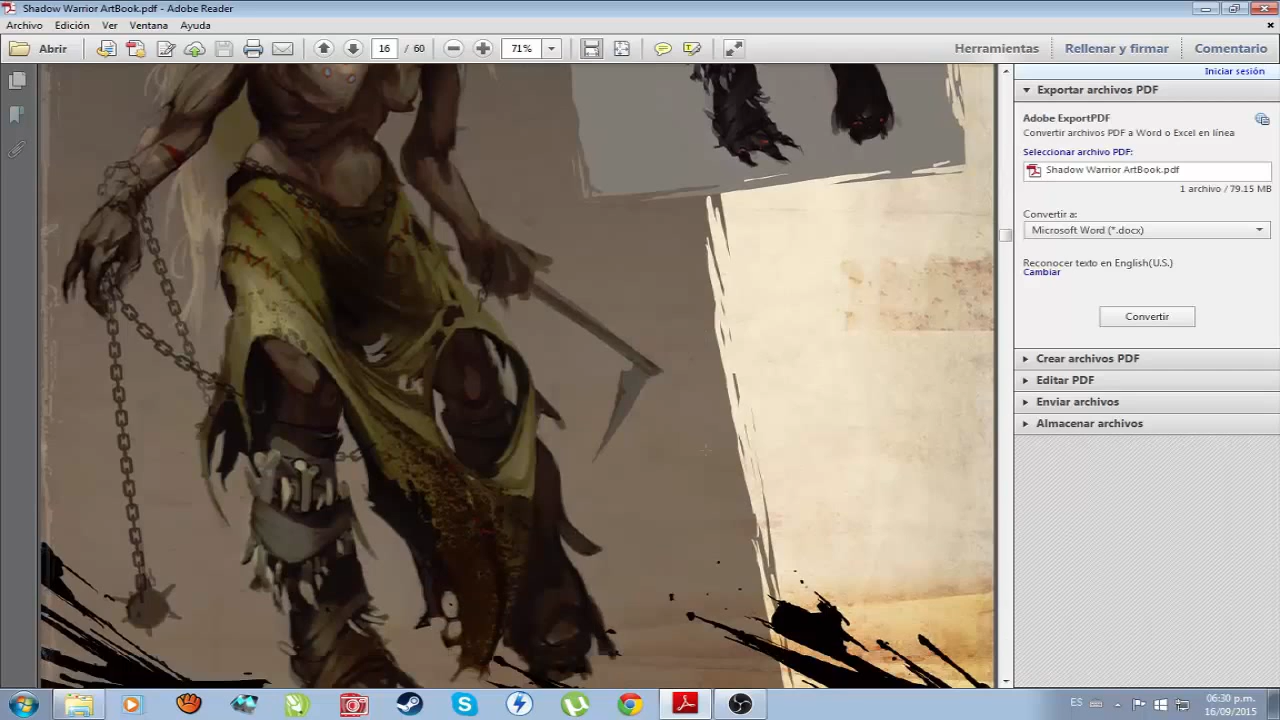 Shadow Warrior ArtBook.pdf - Adobe Reader
Archivo Edición Ver Ventana Ayuda
Abrir 16 / 60 71% Herramientas Rellenar y firmar Comentario
Iniciar sesión
Exportar archivos PDF
Adobe ExportPDF
Convertir archivos PDF a Word o Excel en línea
Seleccionar archivo PDF:
Shadow Warrior ArtBook.pdf
1 archivo / 79.15 MB
Convertir a:
Microsoft Word (*.docx)
Reconocer texto en English(U.S.)
Cambiar
Convertir
Crear archivos PDF
Editar PDF
Enviar archivos
Almacenar archivos
ES 06:30 p.m.
16/09/2015